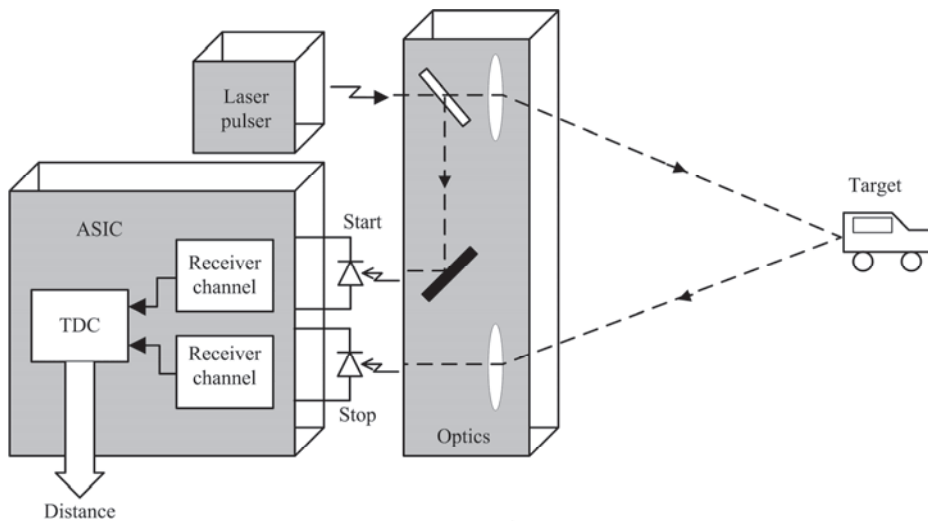 Laser
pulser
Target
Start
ASIC
Receiver
channel
TDC
Receiver
channel
Stop
Optics
Distance